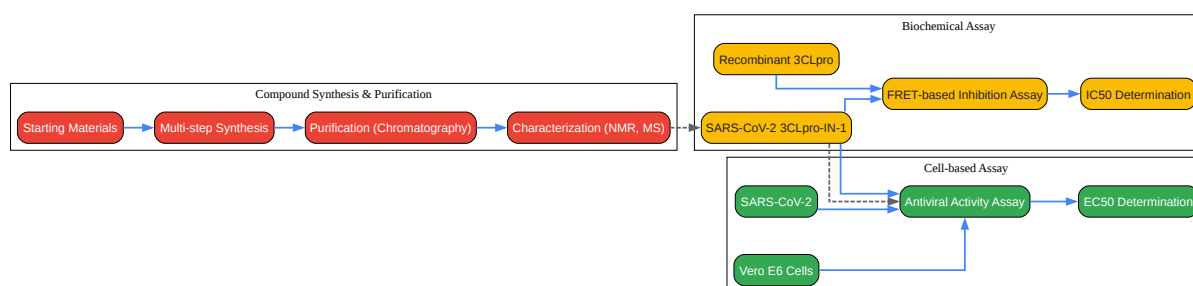 Compound Synthesis & Purification
Starting Materials
Multi-step Synthesis
Purification (Chromatography)
Characterization (NMR, MS)
Biochemical Assay
Recombinant 3CLpro
SARS-CoV-2 3CLpro-IN-1
FRET-based Inhibition Assay
IC50 Determination
Cell-based Assay
SARS-CoV-2
Vero E6 Cells
Antiviral Activity Assay
EC50 Determination